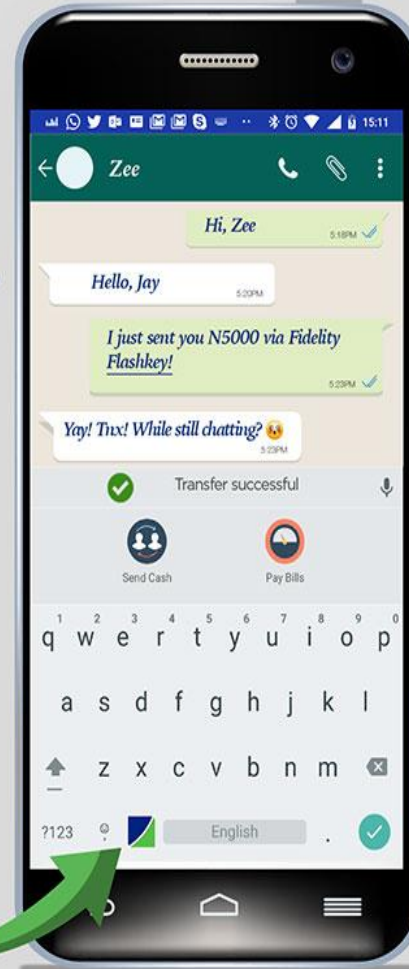 15:11
Zee
Hi, Zee
5:18PM
Hello, Jay
5:20PM
I just sent you N5000 via Fidelity
Flashkey!
5:23PM
Yay! Tnx! While still chatting?
5:23PM
Transfer successful
Send Cash
Pay Bills
1 2 3 4 5 6 7 8 9 0
q w e r t y u i o p
a s d f g h j k l
z x c v b n m
?123 , English .